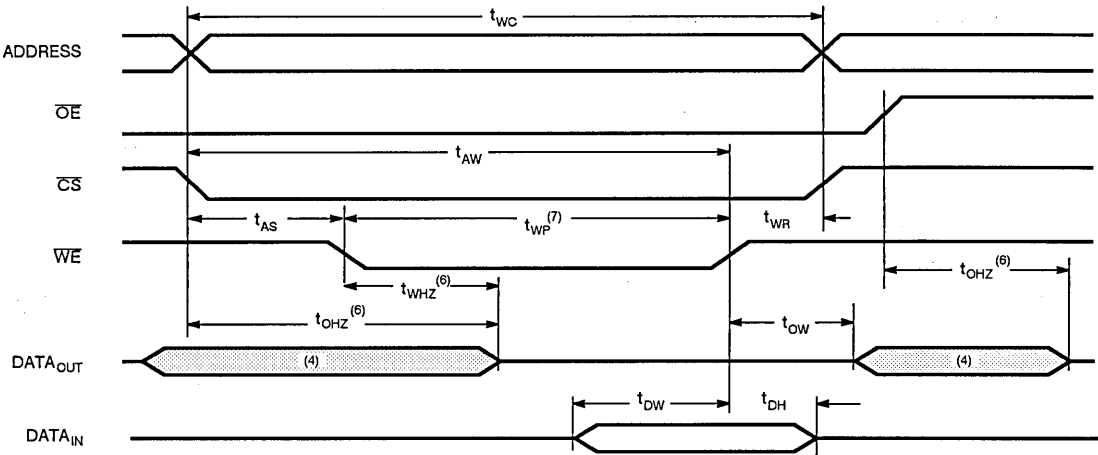 tWC
ADDRESS
OE
tAW
CS
tAS
tWP(7)
tWR
WE
tWHZ(6)
tOHZ(6)
tOHZ(6)
tOW
DATAOUT
(4)
(4)
tDW
tDH
DATAIN